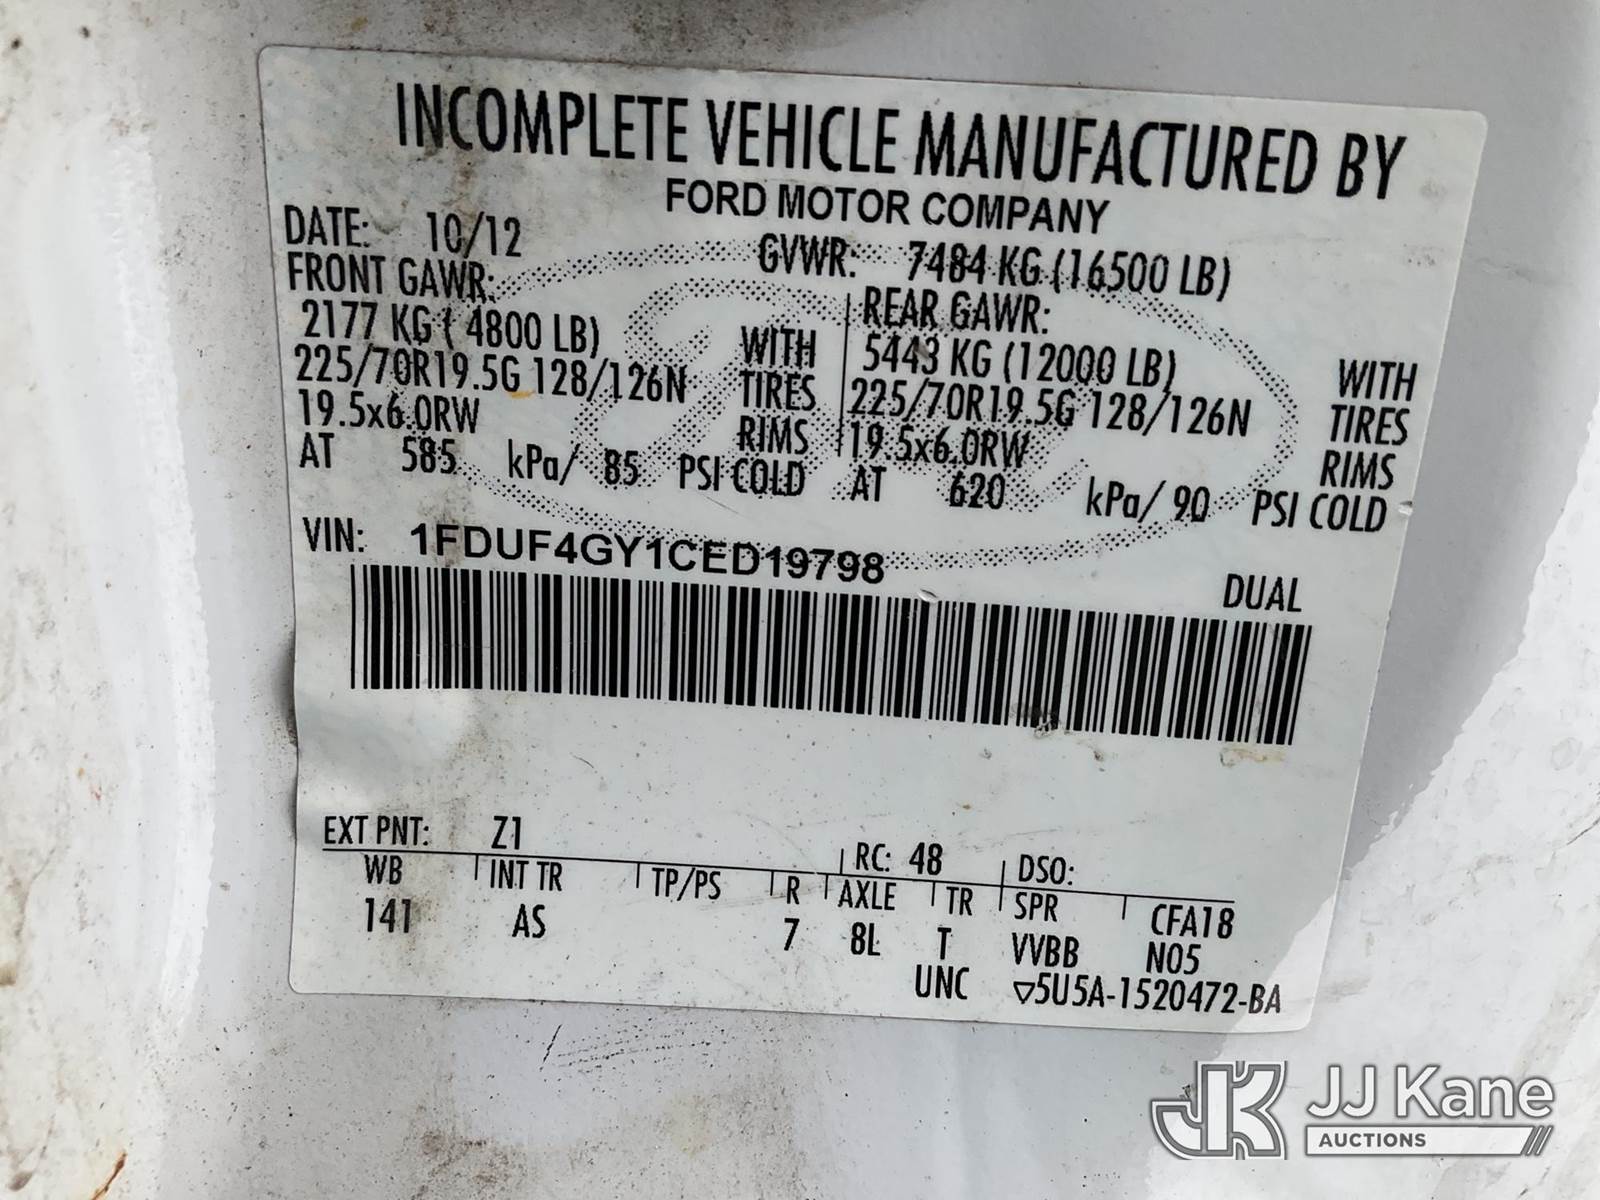 INCOMPLETE VEHICLE MANUFACTURED BY
FORD MOTOR COMPANY
DATE: 10/12 GVWR: 7484 KG (16500 LB)
FRONT GAWR: REAR GAWR:
2177 KG ( 4800 LB) WITH 5443 KG (12000 LB) WITH
225/70R19.5G 128/126N TIRES 225/70R19.5G 128/126N TIRES
19.5x6.0RW RIMS 19.5x6.0RW RIMS
AT 585 kPa/ 85 PSI COLD AT 620 kPa/ 90 PSI COLD
VIN: 1FDUF4GY1CED19798
DUAL
EXT PNT: Z1 RC: 48 DSO:
WB INT TR TP/PS R AXLE TR SPR CFA18
141 AS 7 8L T VVBB N05
UNC ▽5U5A-1520472-BA
JK JJ Kane
AUCTIONS